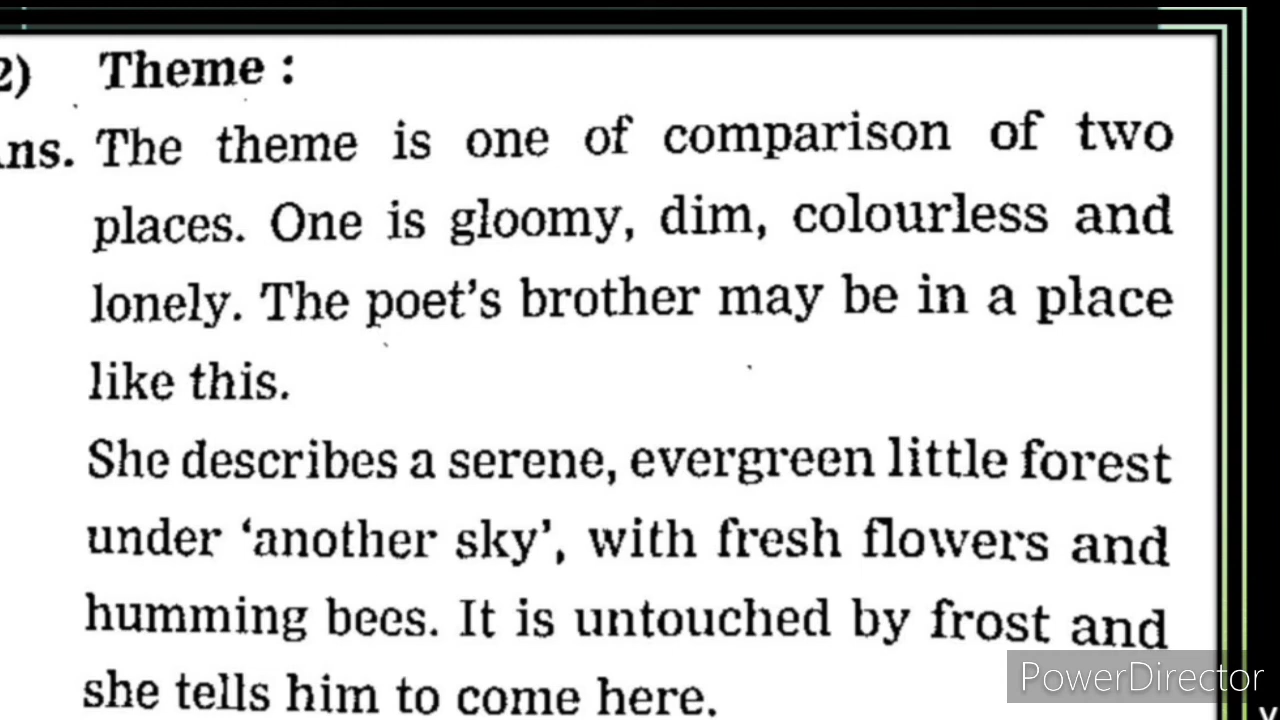 2) Theme :
Ans. The theme is one of comparison of two
places. One is gloomy, dim, colourless and
lonely. The poet's brother may be in a place
like this.
She describes a serene, evergreen little forest
under ‘another sky’, with fresh flowers and
humming bees. It is untouched by frost and
she tells him to come here.
PowerDirector